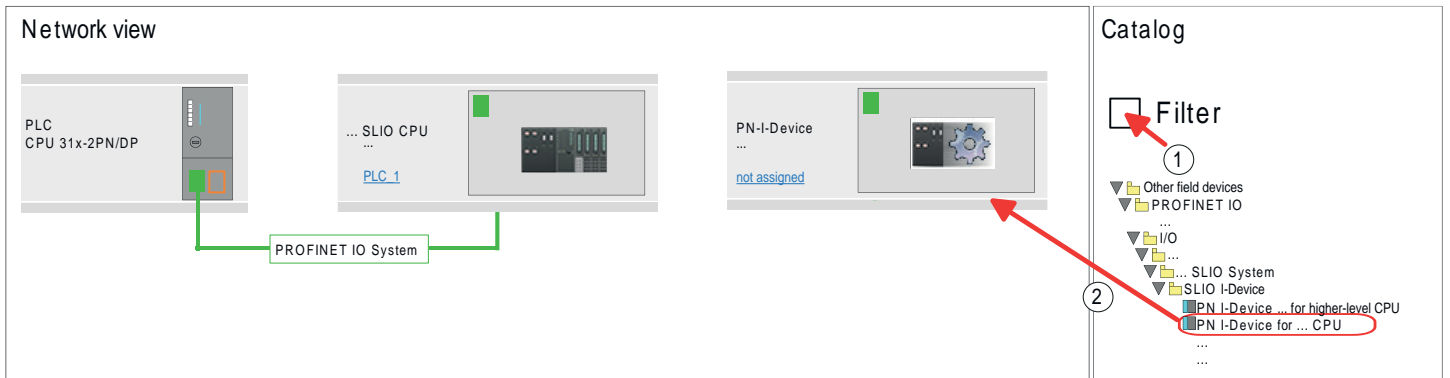 Network view
PLC
CPU 31x-2PN/DP
... SLIO CPU
...
PLC_1
PROFINET IO System
PN-I-Device
...
not assigned
Catalog
Filter
1
Other field devices
PROFINET IO
...
I/O
...
... SLIO System
SLIO I-Device
PN I-Device ... for higher-level CPU
2
PN I-Device for ... CPU
...
...